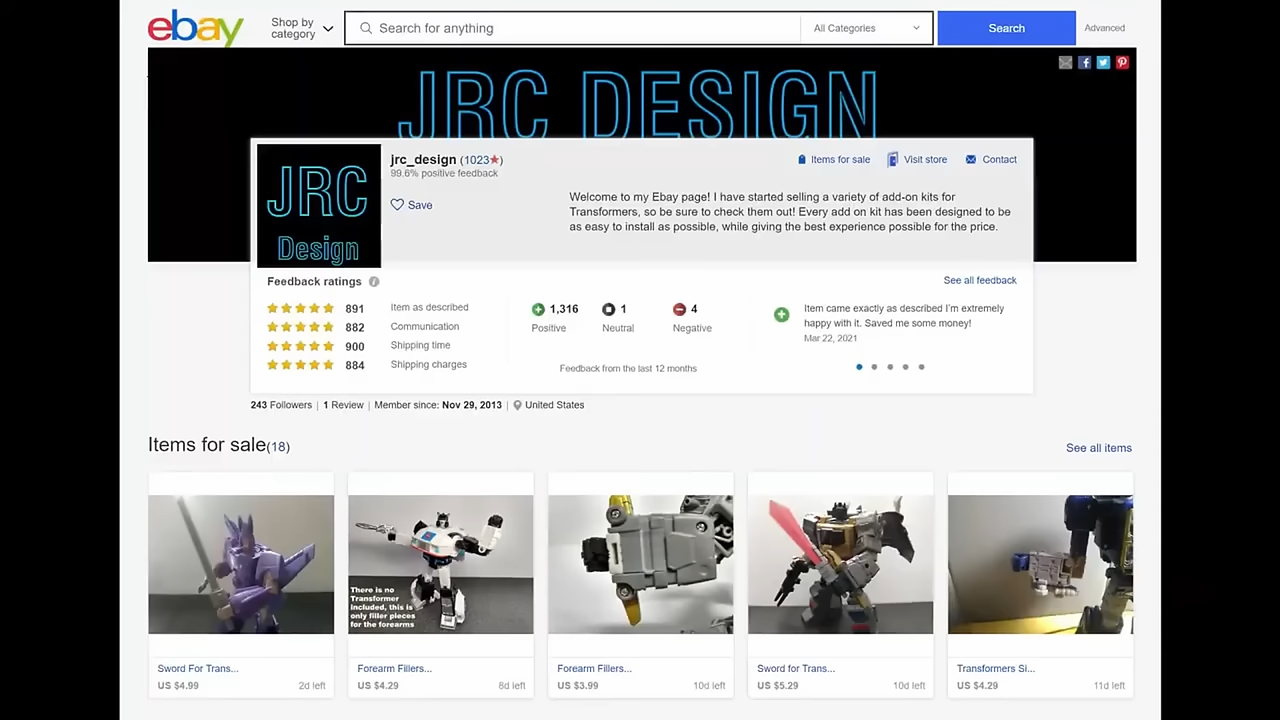 ebay
Shop by
category
Search for anything
All Categories
Search
Advanced
JRC DESIGN
JRC
Design
jrc_design (1023★)
99.6% positive feedback
Save
Items for sale
Visit store
Contact
Welcome to my Ebay page! I have started selling a variety of add-on kits for
Transformers, so be sure to check them out! Every add on kit has been designed to be
as easy to install as possible, while giving the best experience possible for the price.
Feedback ratings
See all feedback
891 Item as described
882 Communication
900 Shipping time
884 Shipping charges
1,316
Positive
1
Neutral
4
Negative
Feedback from the last 12 months
Item came exactly as described I'm extremely
happy with it. Saved me some money!
Mar 22, 2021
243 Followers | 1 Review | Member since: Nov 29, 2013 | United States
Items for sale(18)
See all items
There is no
Transformer
included, this is
only filler pieces
for the forearms
Sword For Trans...
US $4.99 2d left
Forearm Fillers...
US $4.29 8d left
Forearm Fillers...
US $3.99 10d left
Sword for Trans...
US $5.29 10d left
Transformers Si...
US $4.29 11d left